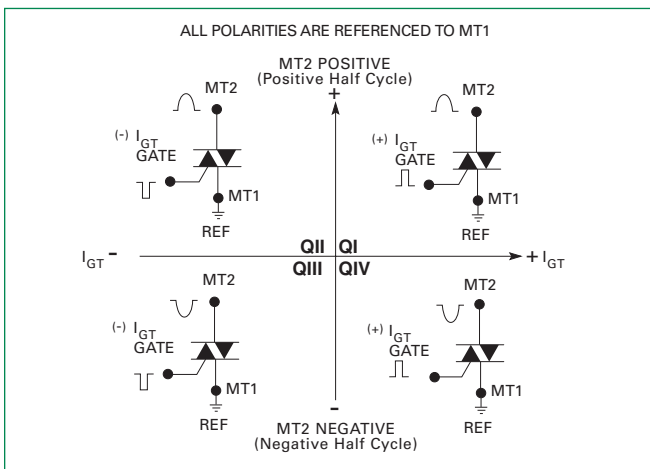 ALL POLARITIES ARE REFERENCED TO MT1
MT2 POSITIVE
(Positive Half Cycle)
+
MT2
(-) IGT
GATE
MT1
REF
MT2
(+) IGT
GATE
MT1
REF
IGT -
QII QI
QIII QIV
+ IGT
MT2
(-) IGT
GATE
MT1
REF
MT2
(+) IGT
GATE
MT1
REF
-
MT2 NEGATIVE
(Negative Half Cycle)